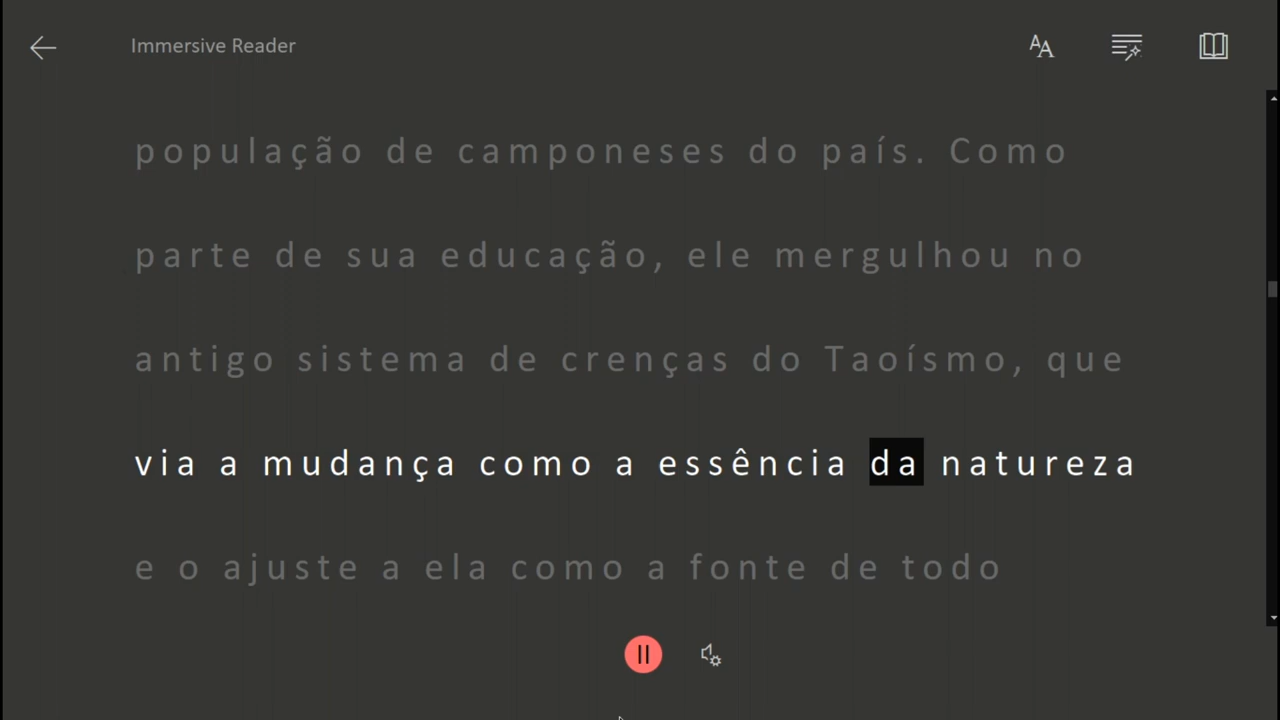 Immersive Reader
população de camponeses do país. Como
parte de sua educação, ele mergulhou no
antigo sistema de crenças do Taoísmo, que
via a mudança como a essência da natureza
e o ajuste a ela como a fonte de todo